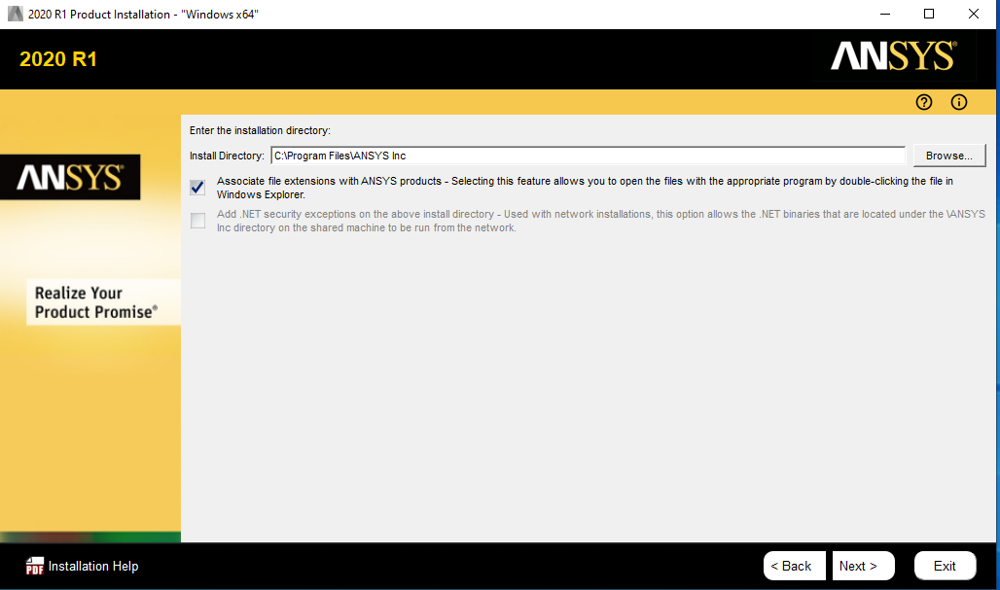 2020 R1 Product Installation - "Windows x64"
2020 R1
ANSYS®
Enter the installation directory:
Install Directory: C:\Program Files\ANSYS Inc Browse...
Associate file extensions with ANSYS products - Selecting this feature allows you to open the files with the appropriate program by double-clicking the file in
Windows Explorer.
Add .NET security exceptions on the above install directory - Used with network installations, this option allows the .NET binaries that are located under the \ANSYS
Inc directory on the shared machine to be run from the network.
ANSYS®
Realize Your
Product Promise®
PDF Installation Help
< Back Next > Exit